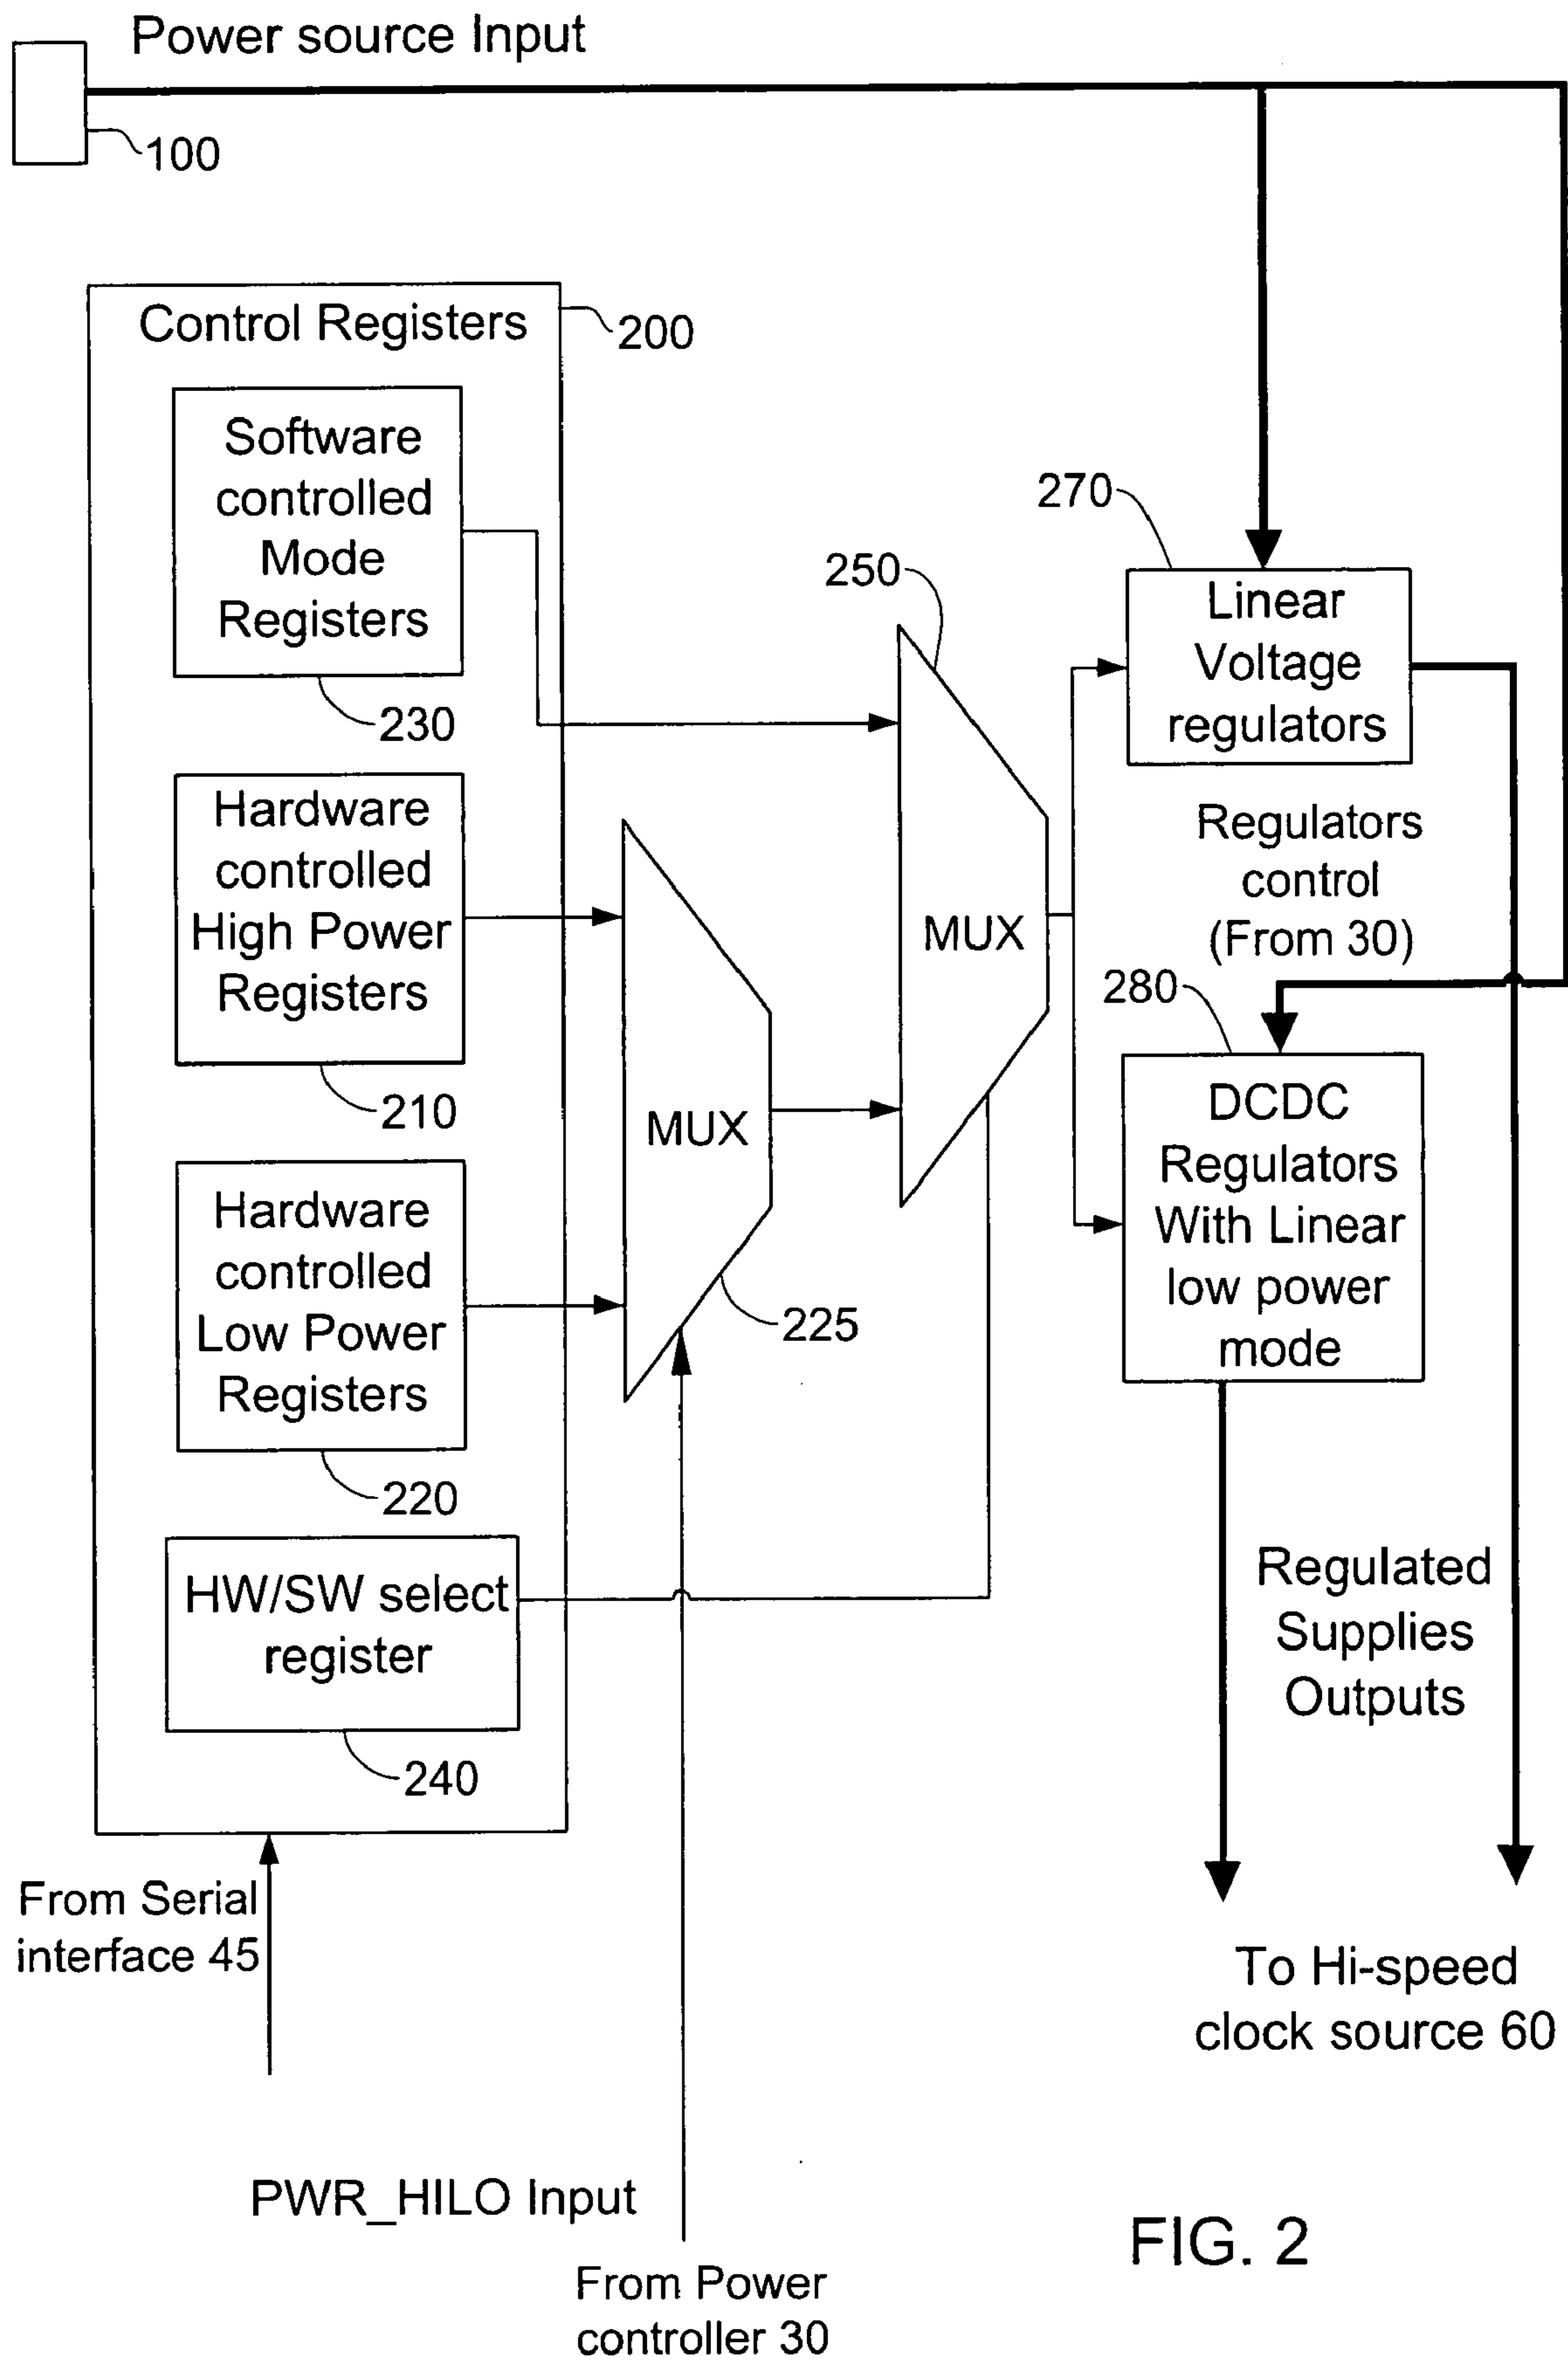 Power source Input
100
Control Registers
200
Software
controlled
Mode
Registers
230
Hardware
controlled
High Power
Registers
210
Hardware
controlled
Low Power
Registers
220
HW/SW select
register
240
From Serial
interface 45
MUX
225
PWR_HILO Input
From Power
controller 30
250
MUX
270
Linear
Voltage
regulators
Regulators
control
(From 30)
280
DCDC
Regulators
With Linear
low power
mode
Regulated
Supplies
Outputs
To Hi-speed
clock source 60
FIG. 2